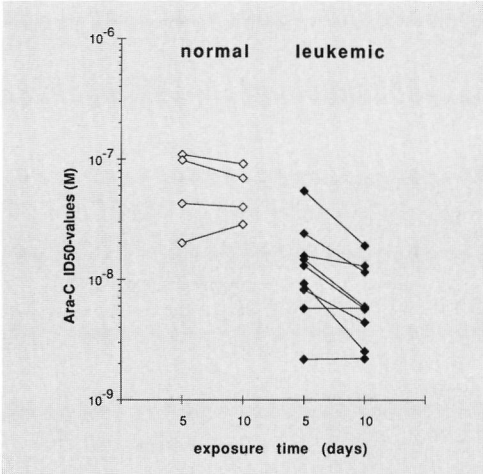 10⁻⁶
normal leukemic
10⁻⁷
10⁻⁸
10⁻⁹
Ara-C ID50-values (M)
5 10 5 10
exposure time (days)